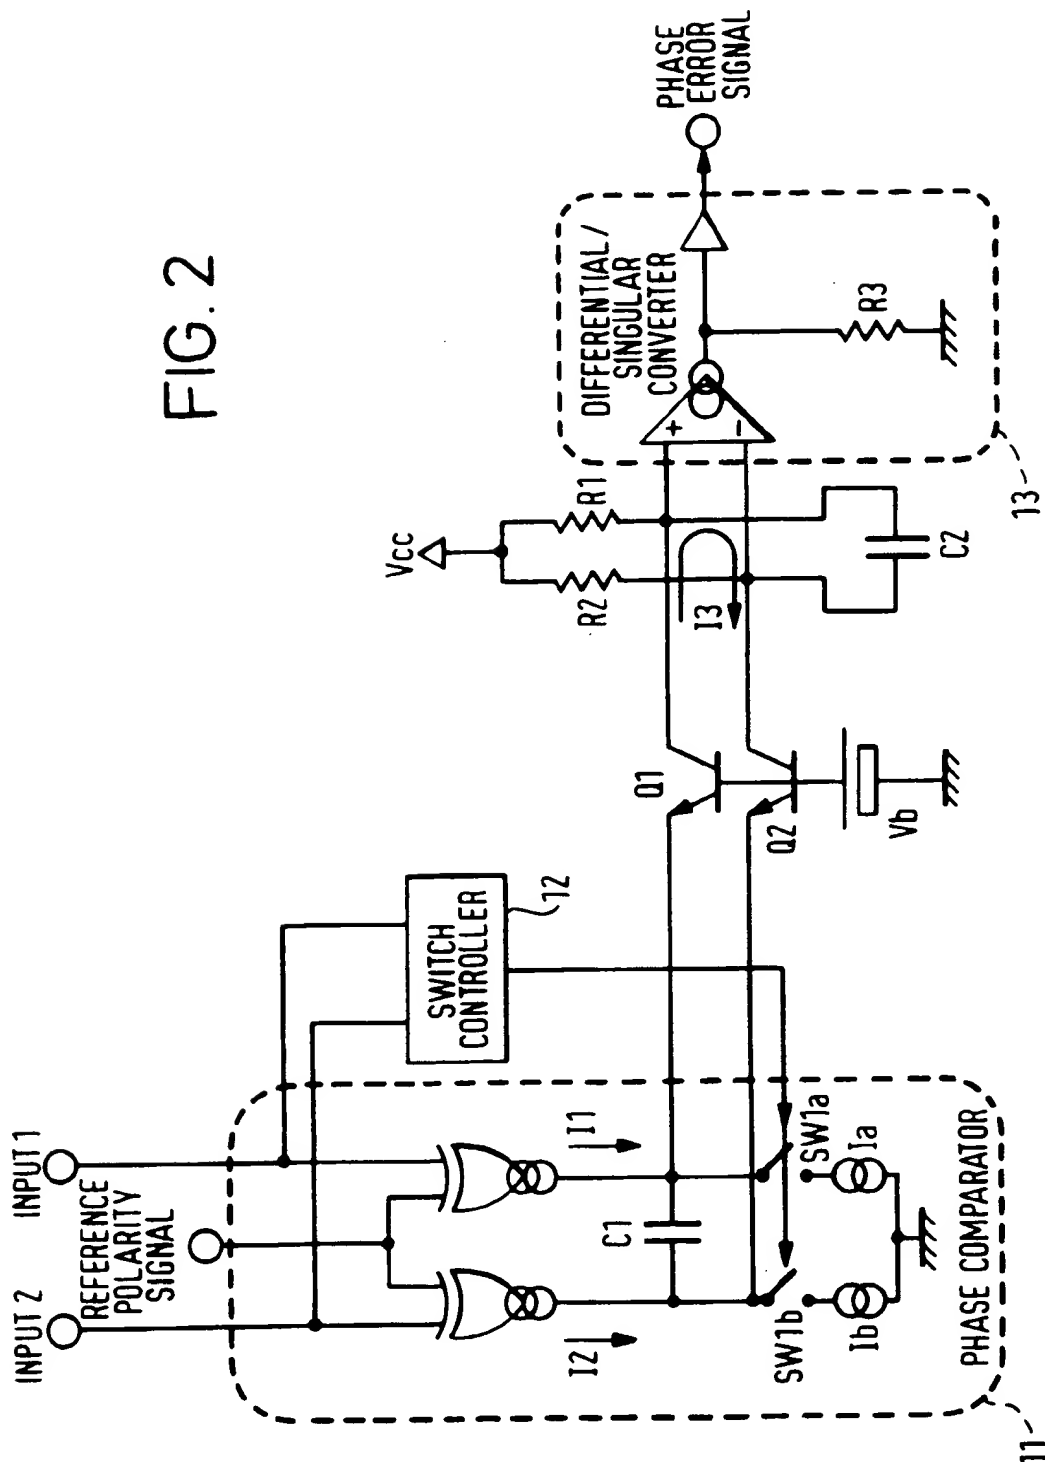 FIG. 2
INPUT 1
INPUT 2
REFERENCE
POLARITY
SIGNAL
SWITCH
CONTROLLER
12
I1
I2
C1
SW1a
SW1b
Ia
Ib
PHASE COMPARATOR
11
Q1
Q2
Vb
Vcc
R1
R2
I3
C2
DIFFERENTIAL/
SINGULAR
CONVERTER
+
−
R3
13
PHASE
ERROR
SIGNAL